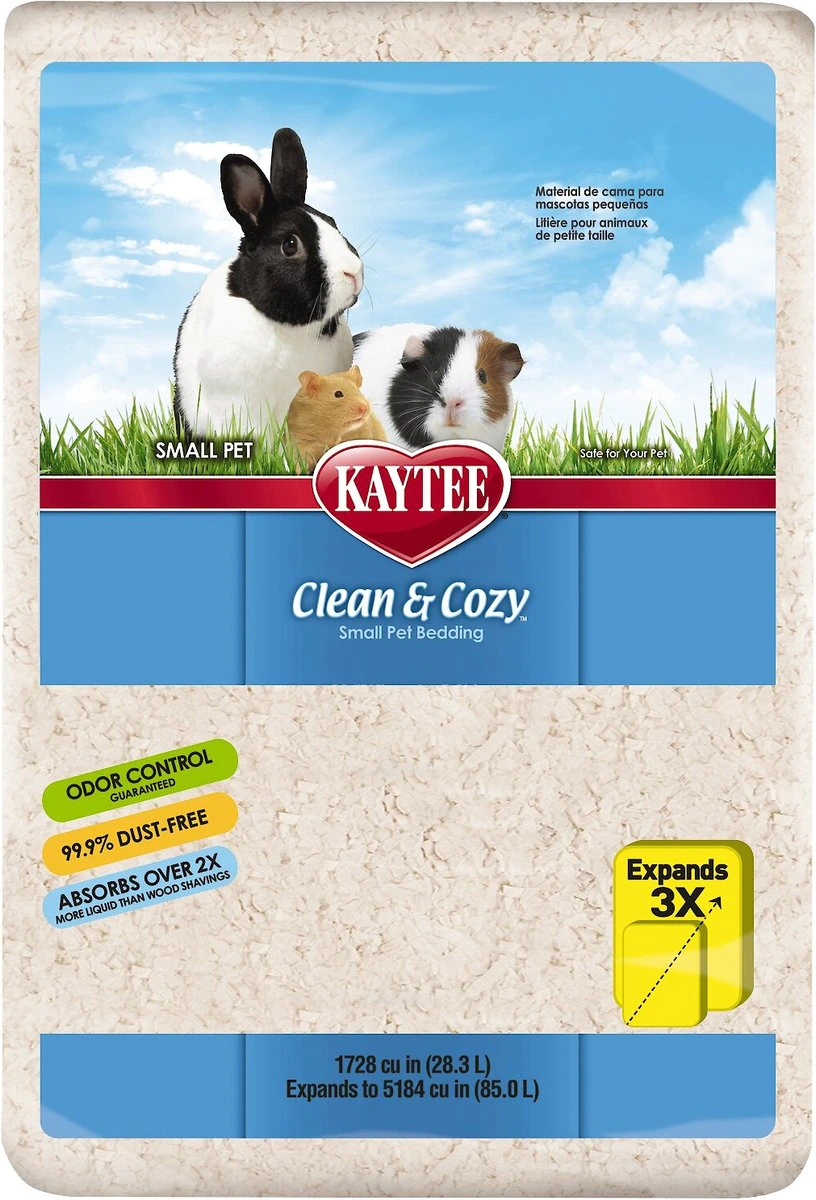 Material de cama para
mascotas pequeñas
Litière pour animaux
de petite taille
SMALL PET
Safe for Your Pet
KAYTEE®
Clean & Cozy™
Small Pet Bedding
ODOR CONTROL
GUARANTEED
99.9% DUST-FREE
ABSORBS OVER 2X
MORE LIQUID THAN WOOD SHAVINGS
Expands
3X
1728 cu in (28.3 L)
Expands to 5184 cu in (85.0 L)